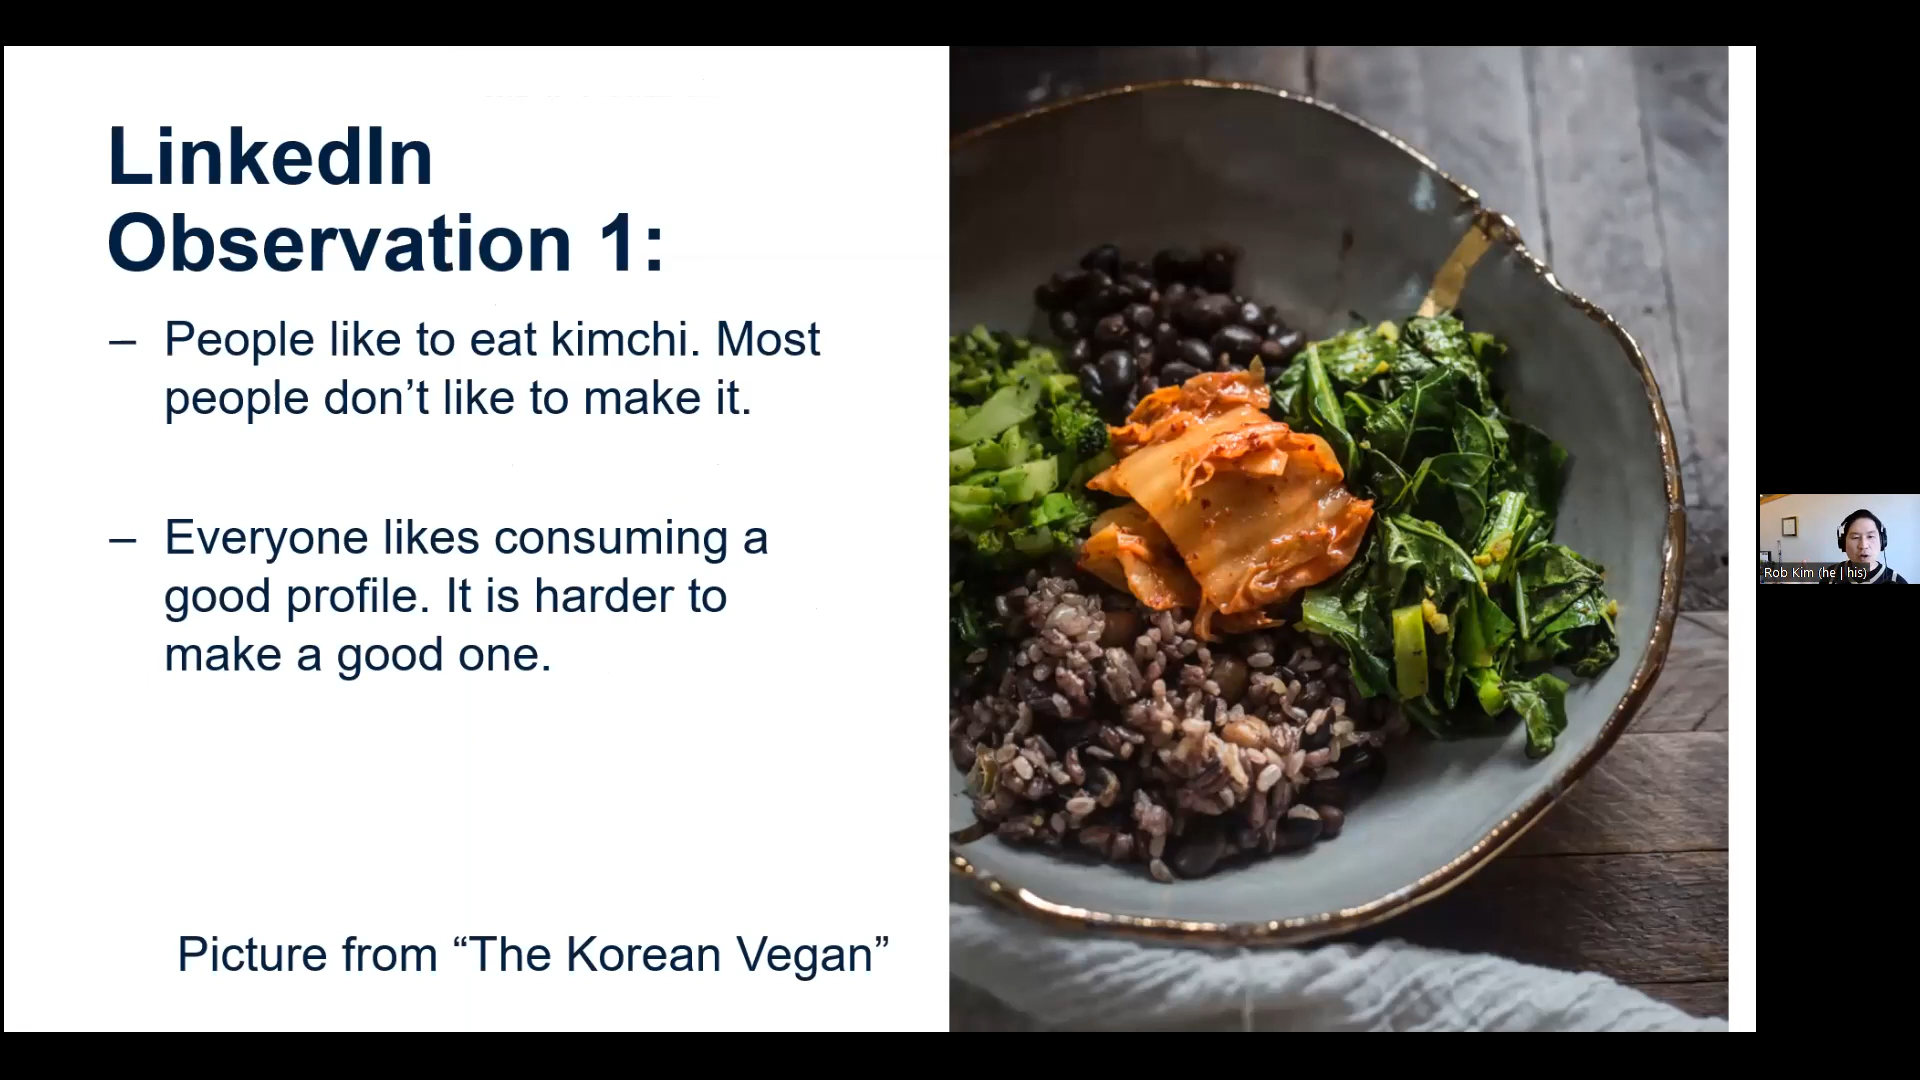 LinkedIn
Observation 1:
– People like to eat kimchi. Most
people don’t like to make it.
– Everyone likes consuming a
good profile. It is harder to
make a good one.
Picture from “The Korean Vegan”
Rob Kim (he | his)